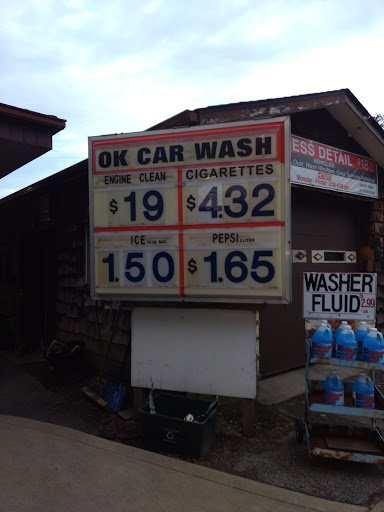 OK CAR WASH
ENGINE CLEAN
$19
CIGARETTES
$4.32
ICE
1.50
PEPSI
$1.65
ESS DETAIL
WASHER
FLUID $2.99